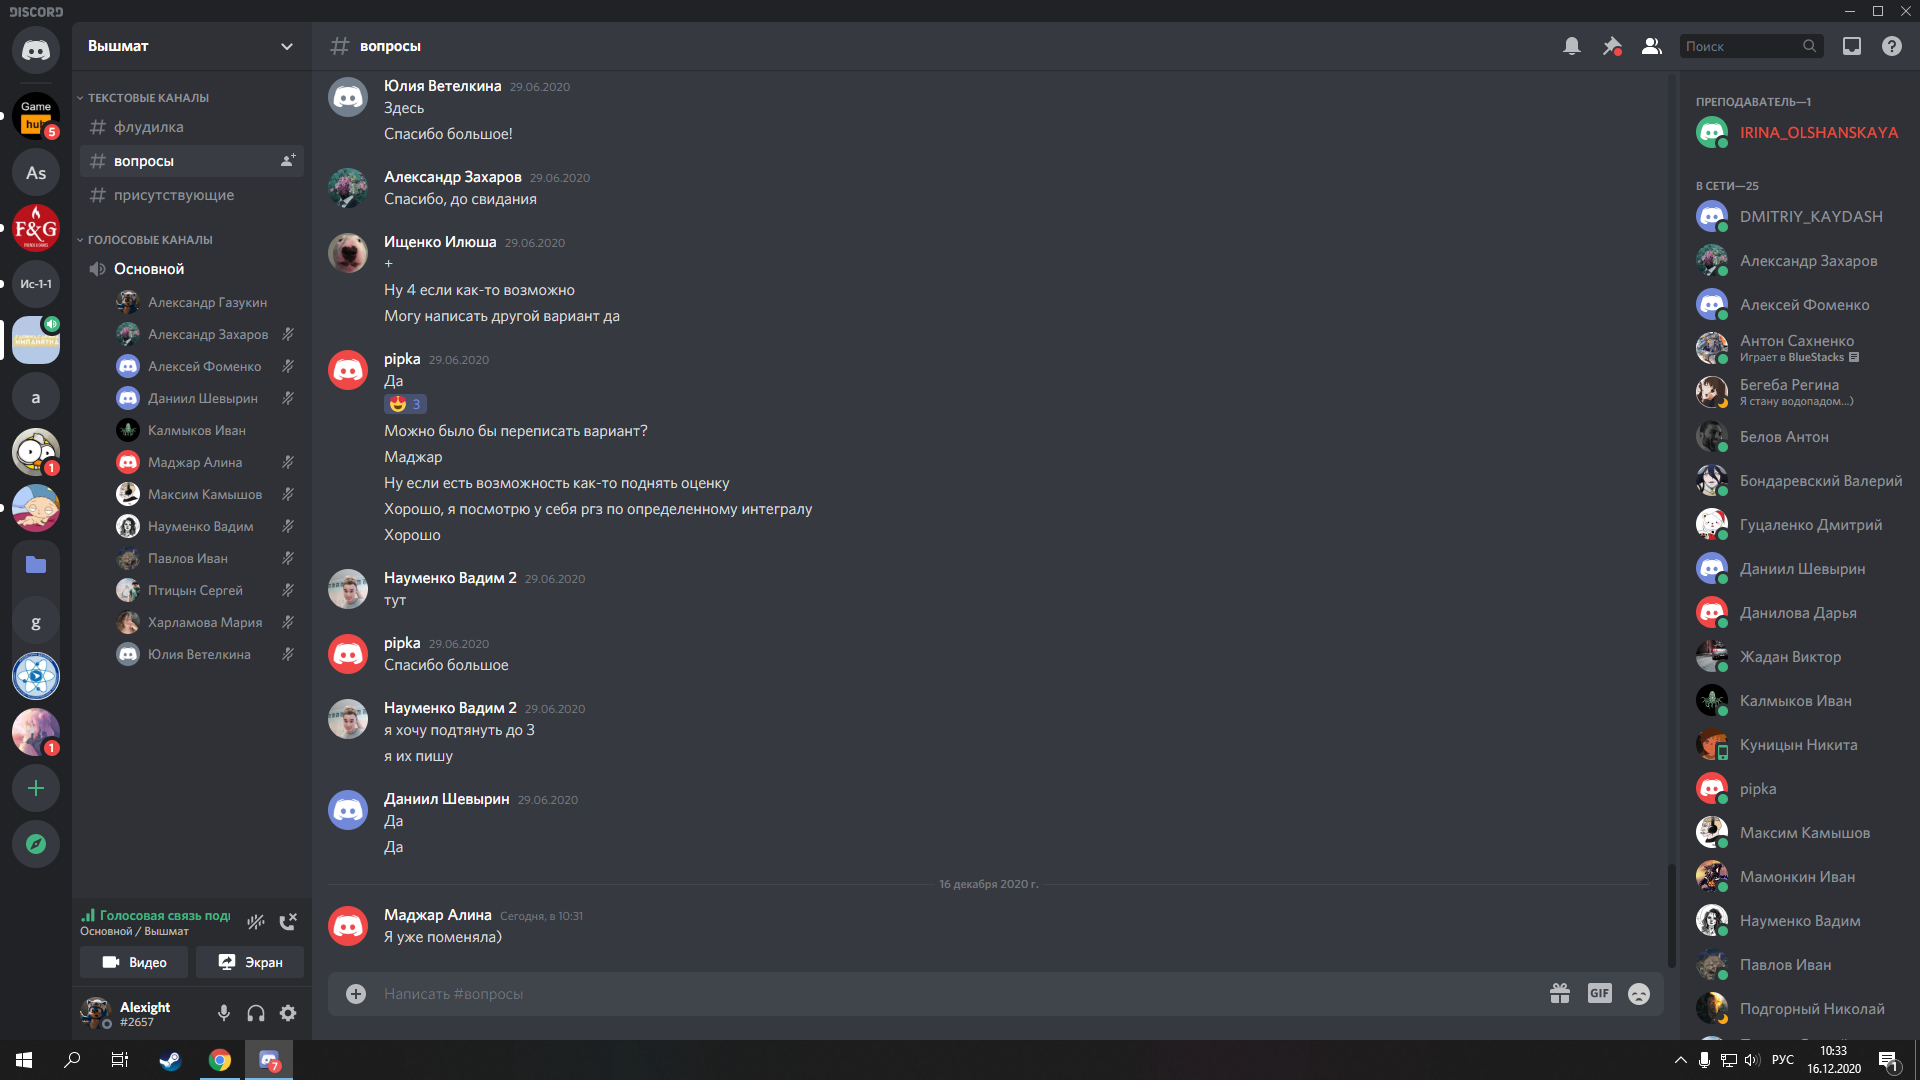 DISCORD
Вышмат
вопросы
Поиск
Game
hub
5
As
F&G
Ис-1-1
a
1
g
1
ТЕКСТОВЫЕ КАНАЛЫ
флудилка
вопросы
присутствующие
ГОЛОСОВЫЕ КАНАЛЫ
Основной
Александр Газукин
Александр Захаров
Алексей Фоменко
Даниил Шевырин
Калмыков Иван
Маджар Алина
Максим Камышов
Науменко Вадим
Павлов Иван
Птицын Сергей
Харламова Мария
Юлия Ветелкина
Голосовая связь под
Основной / Вышмат
Видео
Экран
Alexight
#2657
Юлия Ветелкина 29.06.2020
Здесь
Спасибо большое!
Александр Захаров 29.06.2020
Спасибо, до свидания
Ищенко Илюша 29.06.2020
+
Ну 4 если как-то возможно
Могу написать другой вариант да
pipka 29.06.2020
Да
3
Можно было бы переписать вариант?
Маджар
Ну если есть возможность как-то поднять оценку
Хорошо, я посмотрю у себя ргз по определенному интегралу
Хорошо
Науменко Вадим 2 29.06.2020
тут
pipka 29.06.2020
Спасибо большое
Науменко Вадим 2 29.06.2020
я хочу подтянуть до 3
я их пишу
Даниил Шевырин 29.06.2020
Да
Да
16 декабря 2020 г.
Маджар Алина Сегодня, в 10:31
Я уже поменяла)
Написать #вопросы
GIF
ПРЕПОДАВАТЕЛЬ—1
IRINA_OLSHANSKAYA
В СЕТИ—25
DMITRIY_KAYDASH
Александр Захаров
Алексей Фоменко
Антон Сахненко
Играет в BlueStacks
Бегеба Регина
Я стану водопадом...)
Белов Антон
Бондаревский Валерий
Гуцаленко Дмитрий
Даниил Шевырин
Данилова Дарья
Жадан Виктор
Калмыков Иван
Куницын Никита
pipka
Максим Камышов
Мамонкин Иван
Науменко Вадим
Павлов Иван
Подгорный Николай
7
РУС
10:33
16.12.2020
1